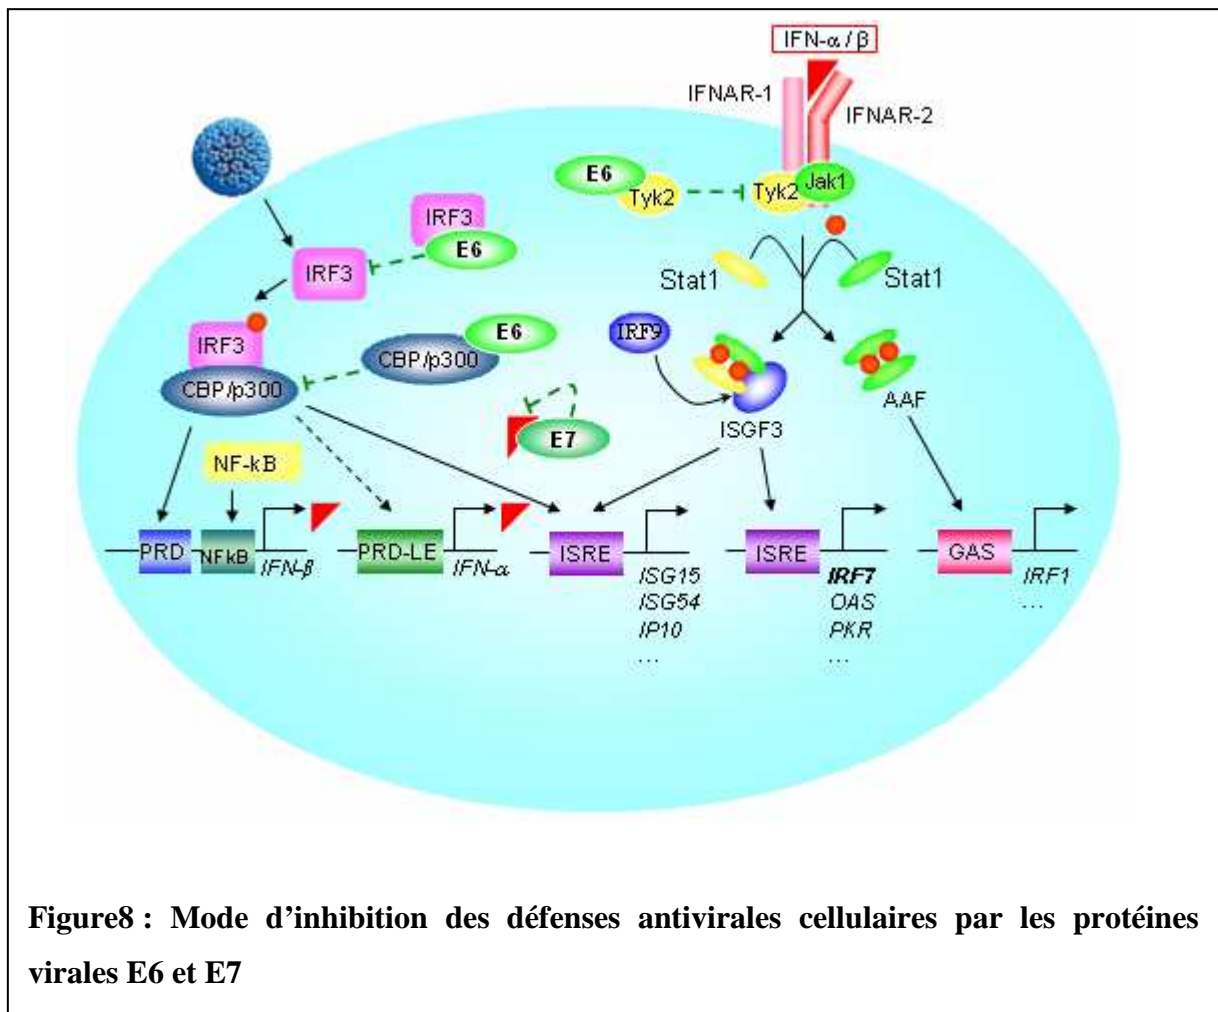 IFN-α / β
IFNAR-1
IFNAR-2
E6
Tyk2
Tyk2
Jak1
IRF3
E6
IRF3
Stat1
Stat1
IRF3
CBP/p300
E6
CBP/p300
IRF9
E7
ISGF3
AAF
NF-kB
PRD
NFkB
IFN-β
PRD-LE
IFN-α
ISRE
ISG15
ISG54
IP10
...
ISRE
IRF7
OAS
PKR
...
GAS
IRF1
...
Figure8 : Mode d’inhibition des défenses antivirales cellulaires par les protéines
virales E6 et E7